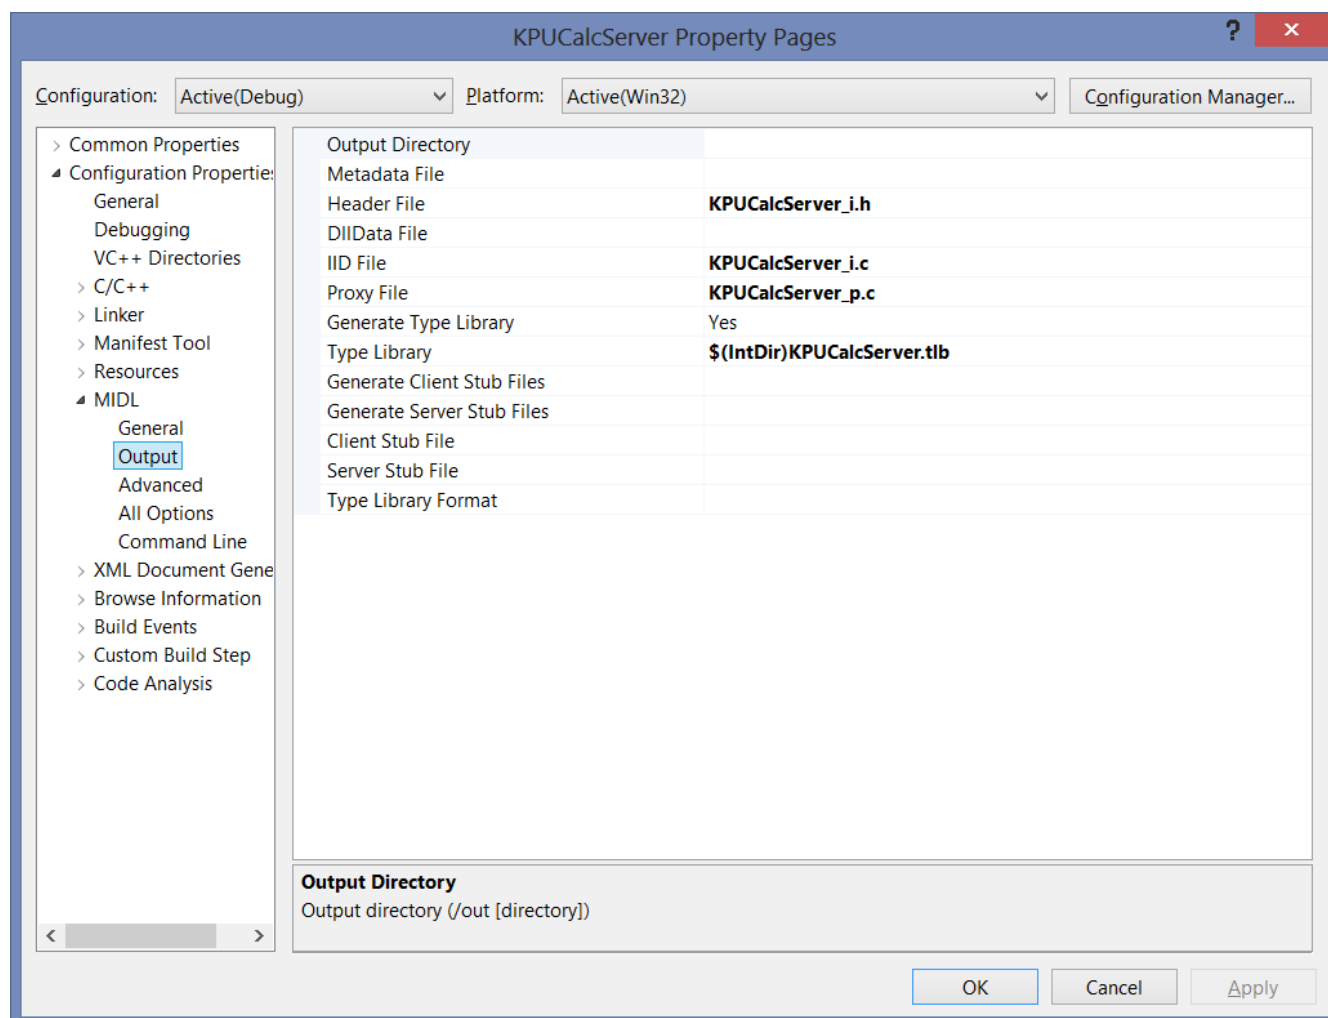 KPUCalcServer Property Pages
?
Configuration: Active(Debug) Platform: Active(Win32) Configuration Manager...
Common Properties
Configuration Properties
General
Debugging
VC++ Directories
C/C++
Linker
Manifest Tool
Resources
MIDL
General
Output
Advanced
All Options
Command Line
XML Document Gene
Browse Information
Build Events
Custom Build Step
Code Analysis
Output Directory
Metadata File
Header File KPUCalcServer_i.h
DllData File
IID File KPUCalcServer_i.c
Proxy File KPUCalcServer_p.c
Generate Type Library Yes
Type Library $(IntDir)KPUCalcServer.tlb
Generate Client Stub Files
Generate Server Stub Files
Client Stub File
Server Stub File
Type Library Format
Output Directory
Output directory (/out [directory])
OK Cancel Apply